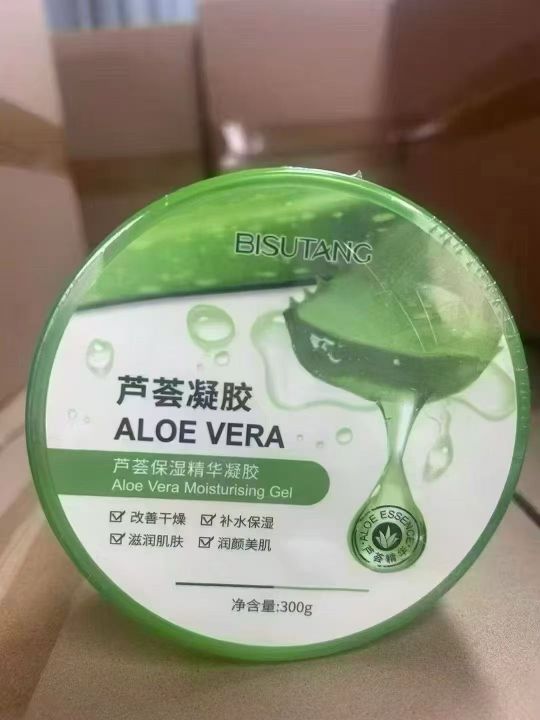 BISUTANG
芦荟凝胶
ALOE VERA
芦荟保湿精华凝胶
Aloe Vera Moisturising Gel
☑ 改善干燥 ☑ 补水保湿
☑ 滋润肌肤 ☑ 润颜美肌
ALOE ESSENCE
芦荟精华
净含量:300g